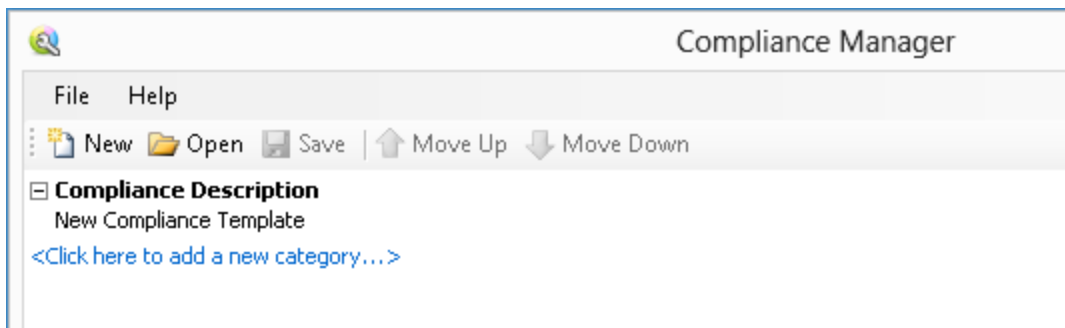 Compliance Manager
File Help
New Open Save Move Up Move Down
Compliance Description
New Compliance Template
<Click here to add a new category...>